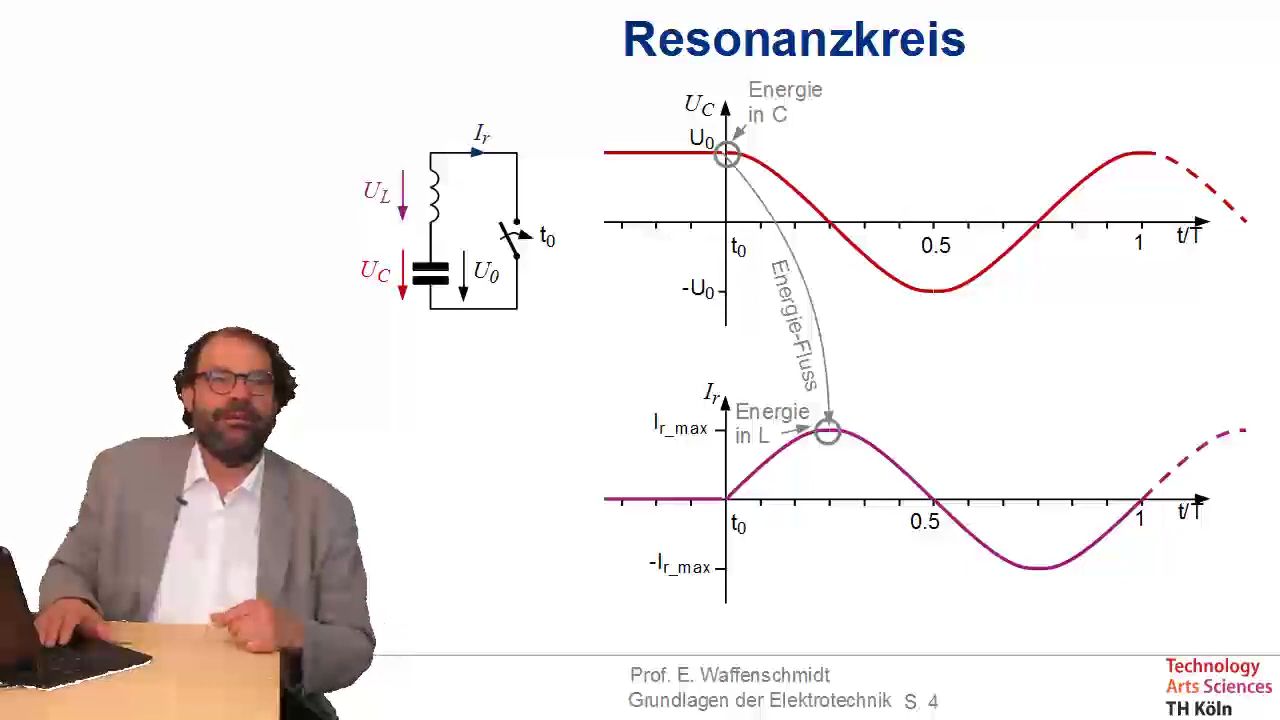 Resonanzkreis
Energie
in C
U_C
U_0
I_r
U_L
t_0
U_C
U_0
t_0
0.5
1
t/T
-U_0
Energie-Fluss
I_r
Energie
in L
I_r_max
t_0
0.5
1
t/T
-I_r_max
Prof. E. Waffenschmidt
Grundlagen der Elektrotechnik S. 4
Technology
Arts Sciences
TH Köln